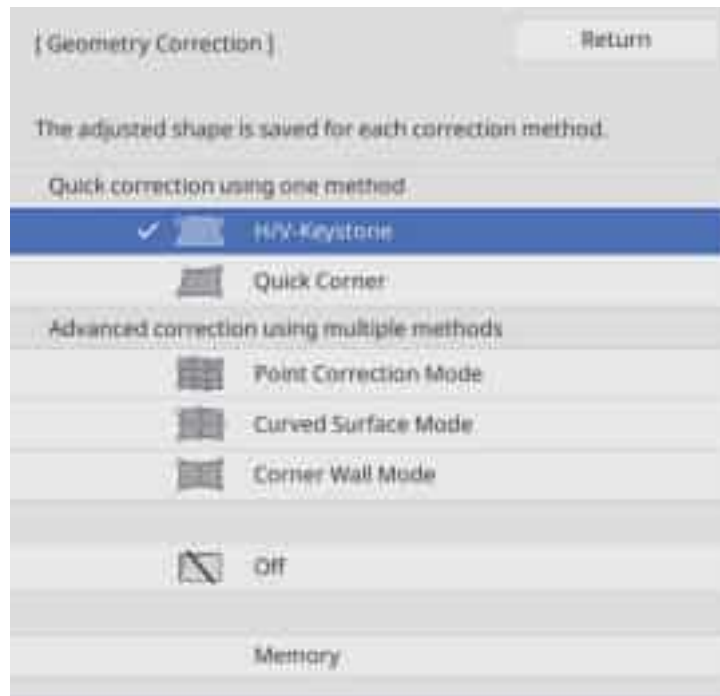 [ Geometry Correction ]
Return
The adjusted shape is saved for each correction method.
Quick correction using one method
H/V-Keystone
Quick Corner
Advanced correction using multiple methods
Point Correction Mode
Curved Surface Mode
Corner Wall Mode
Off
Memory